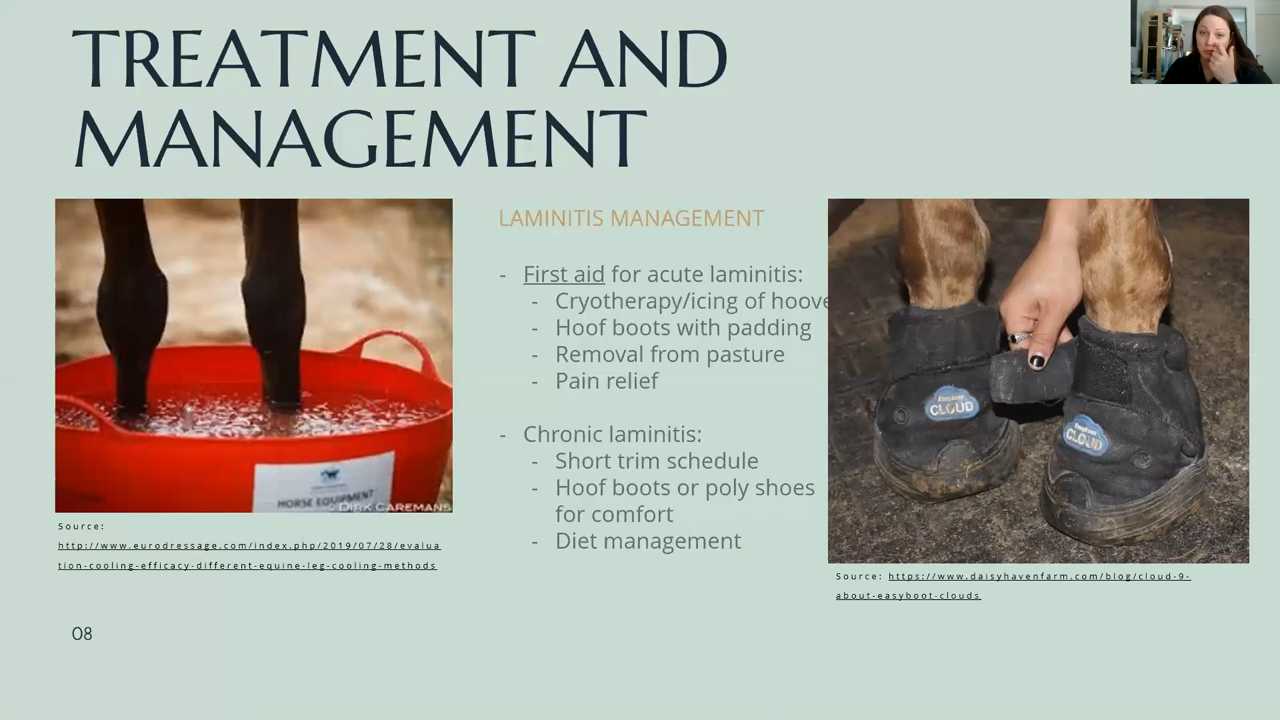 TREATMENT AND
MANAGEMENT
LAMINITIS MANAGEMENT
- First aid for acute laminitis:
- Cryotherapy/icing of hoove
- Hoof boots with padding
- Removal from pasture
- Pain relief
- Chronic laminitis:
- Short trim schedule
- Hoof boots or poly shoes
for comfort
- Diet management
HORSE EQUIPMENT
DIRK CAREMANS
Source:
http://www.eurodressage.com/index.php/2019/07/28/evalua
tion-cooling-efficacy-different-equine-leg-cooling-methods
CLOUD
CLOUD
Source: https://www.daisyhavenfarm.com/blog/cloud-9-
about-easyboot-clouds
08